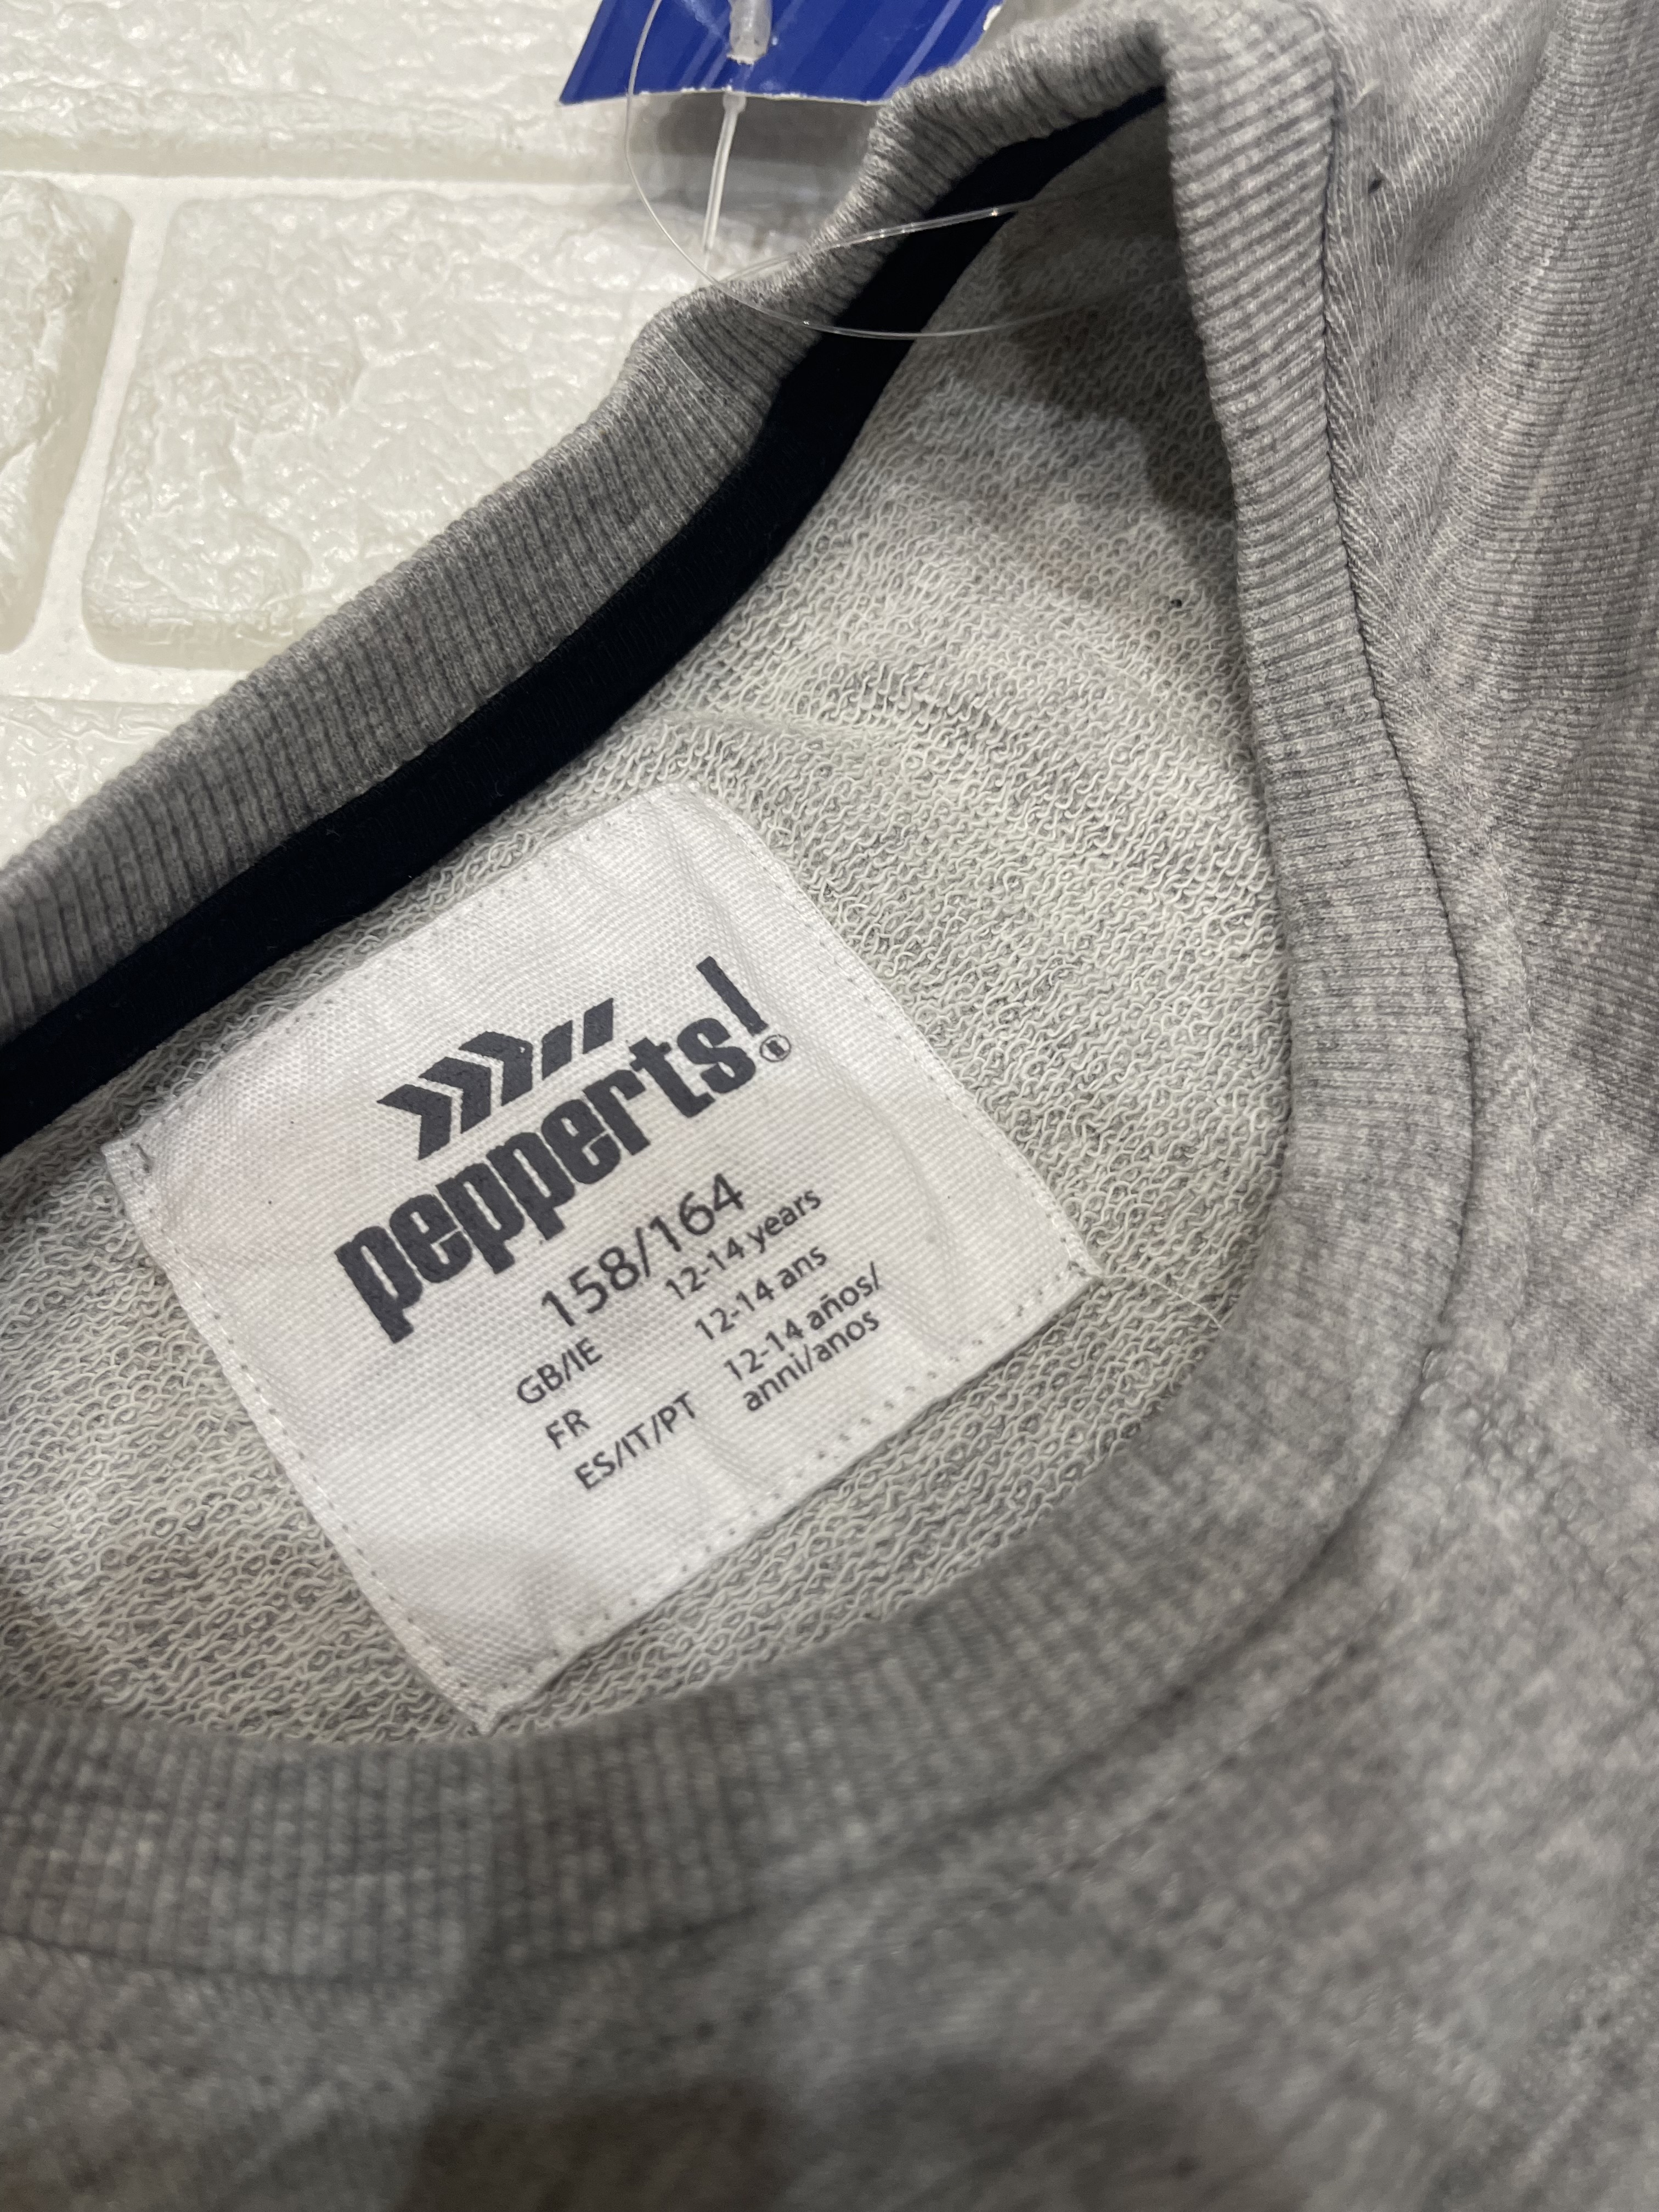 pepperts!®
158/164
GB/IE 12-14 years
FR 12-14 ans
ES/IT/PT 12-14 años/
anni/anos